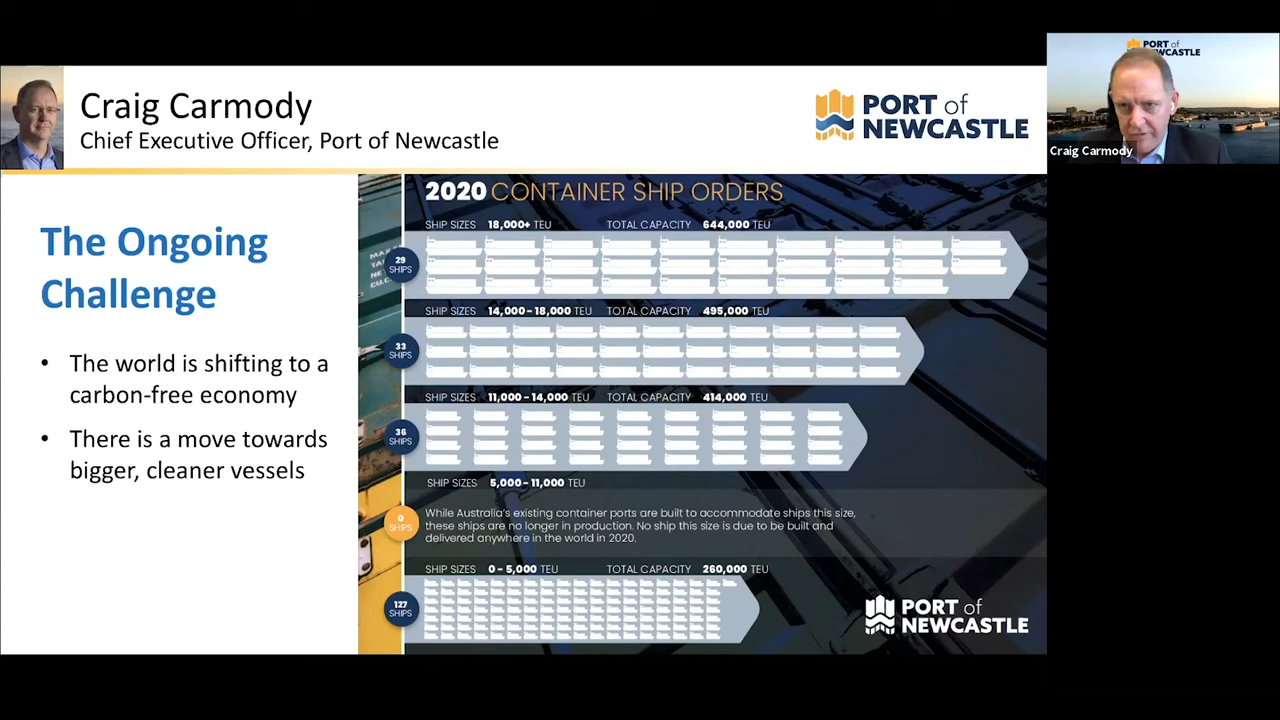 Craig Carmody
Chief Executive Officer, Port of Newcastle
PORT of
NEWCASTLE
PORT of
WCASTLE
Craig Carmody
The Ongoing
Challenge
• The world is shifting to a
carbon-free economy
• There is a move towards
bigger, cleaner vessels
2020 CONTAINER SHIP ORDERS
SHIP SIZES 18,000+ TEU TOTAL CAPACITY 644,000 TEU
29
SHIPS
SHIP SIZES 14,000 - 18,000 TEU TOTAL CAPACITY 495,000 TEU
33
SHIPS
SHIP SIZES 11,000 - 14,000 TEU TOTAL CAPACITY 414,000 TEU
36
SHIPS
SHIP SIZES 5,000 - 11,000 TEU
0
SHIPS
While Australia's existing container ports are built to accommodate ships this size,
these ships are no longer in production. No ship this size is due to be built and
delivered anywhere in the world in 2020.
SHIP SIZES 0 - 5,000 TEU TOTAL CAPACITY 260,000 TEU
127
SHIPS
PORT of
NEWCASTLE